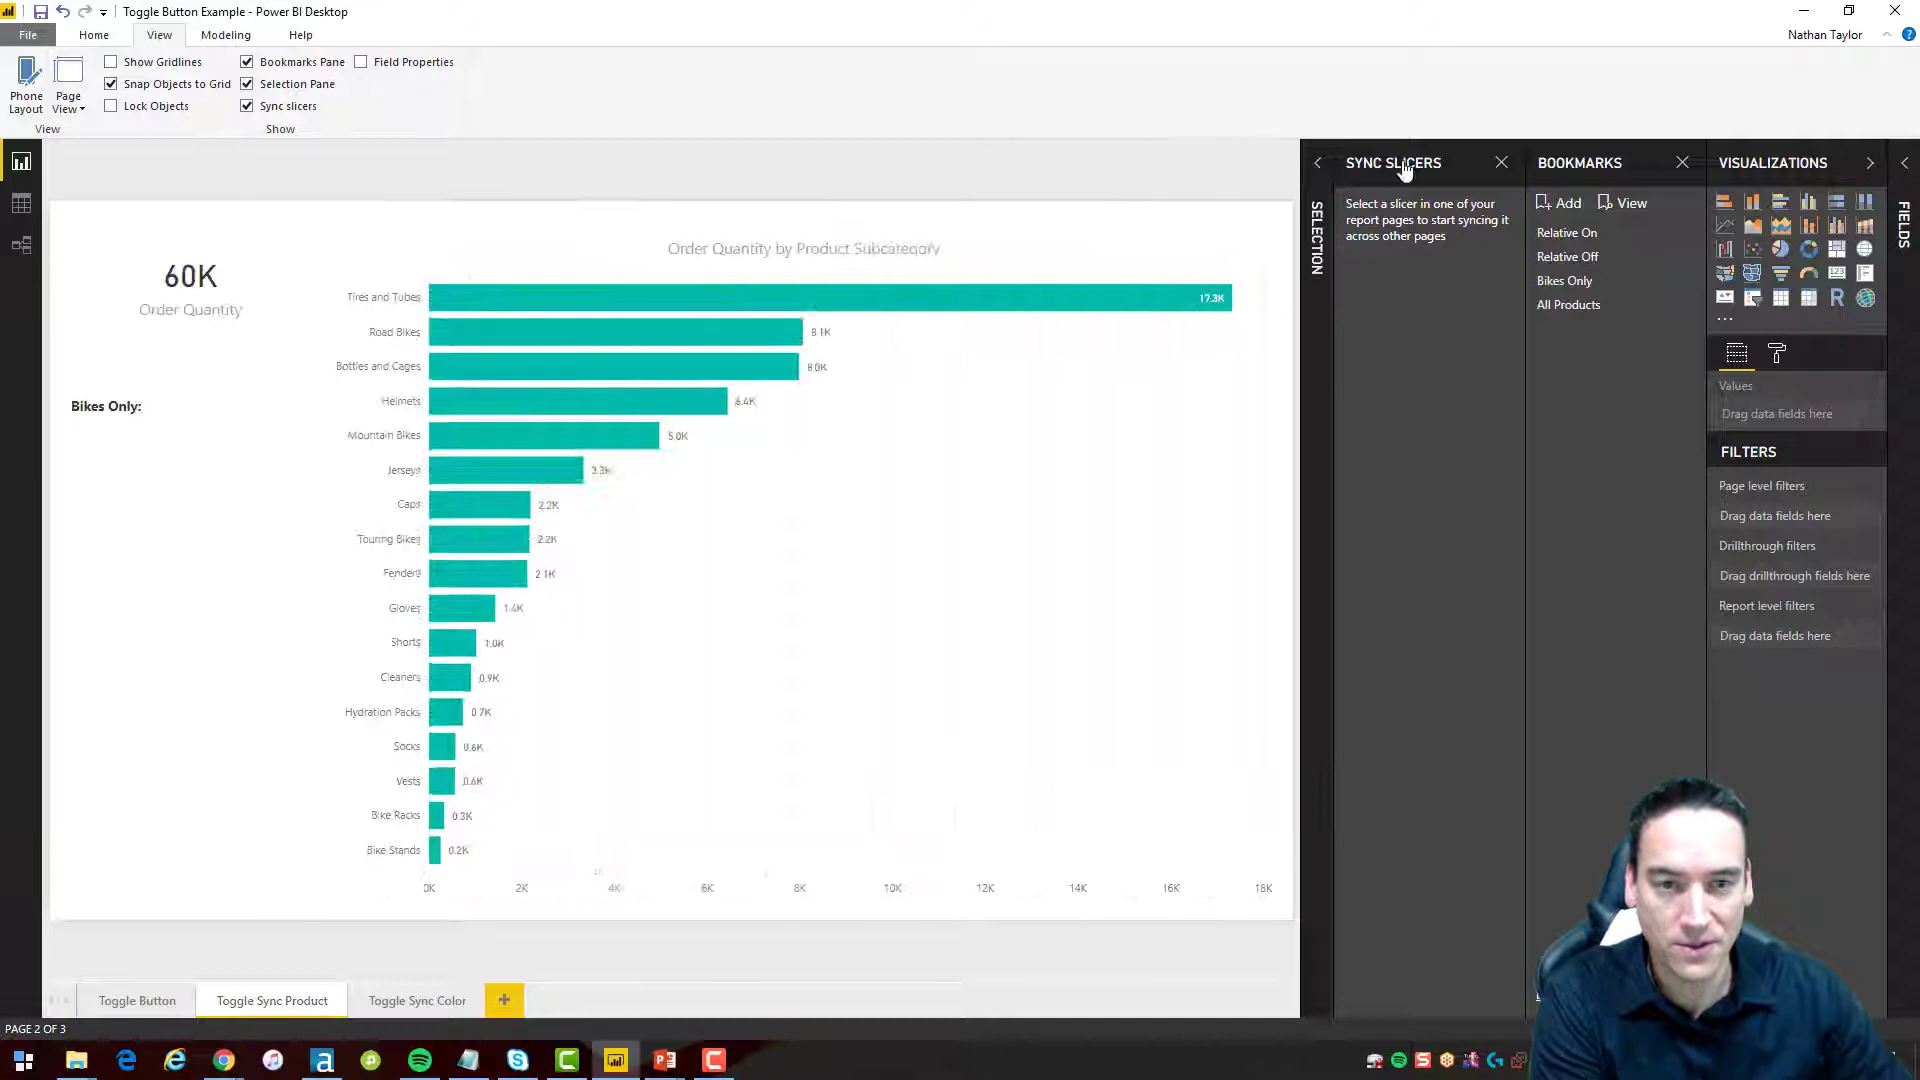 Toggle Button Example - Power BI Desktop
File
Home
View
Modeling
Help
Nathan Taylor
Phone Layout
Page View
Show Gridlines
Snap Objects to Grid
Lock Objects
Bookmarks Pane
Selection Pane
Sync slicers
Field Properties
View
Show
60K
Order Quantity
Bikes Only:
Order Quantity by Product Subcategory
Tires and Tubes 17.3K
Road Bikes 8.1K
Bottles and Cages 8.0K
Helmets 6.4K
Mountain Bikes 5.0K
Jerseys 3.3K
Caps 2.2K
Touring Bikes 2.2K
Fenders 2.1K
Gloves 1.4K
Shorts 1.0K
Cleaners 0.9K
Hydration Packs 0.7K
Socks 0.6K
Vests 0.6K
Bike Racks 0.3K
Bike Stands 0.2K
4K
0K 2K 4K 6K 8K 10K 12K 14K 16K 18K
SELECTION
SYNC SLICERS
Select a slicer in one of your
report pages to start syncing it
across other pages
BOOKMARKS
Add
View
Relative On
Relative Off
Bikes Only
All Products
VISUALIZATIONS
Values
Drag data fields here
FILTERS
Page level filters
Drag data fields here
Drillthrough filters
Drag drillthrough fields here
Report level filters
Drag data fields here
FIELDS
Toggle Button
Toggle Sync Product
Toggle Sync Color
PAGE 2 OF 3